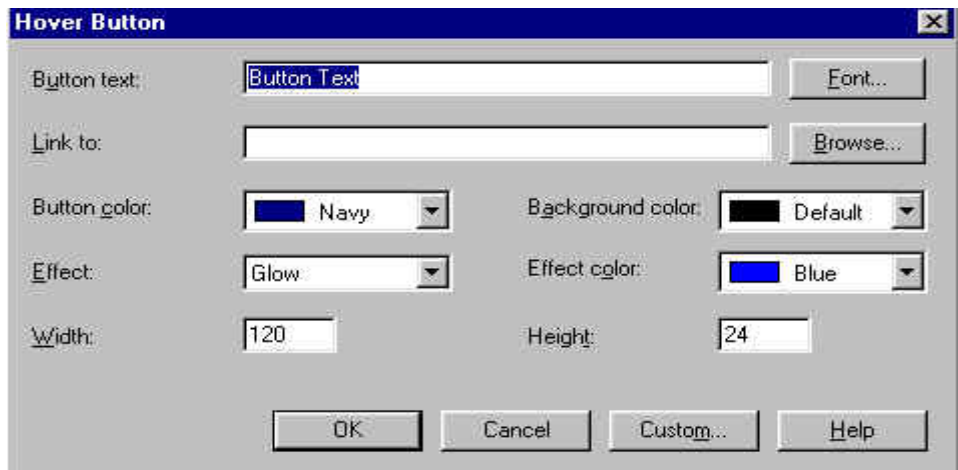 Hover Button
Button text: Button Text Font...
Link to: Browse...
Button color: Navy Background color: Default
Effect: Glow Effect color: Blue
Width: 120 Height: 24
OK Cancel Custom... Help